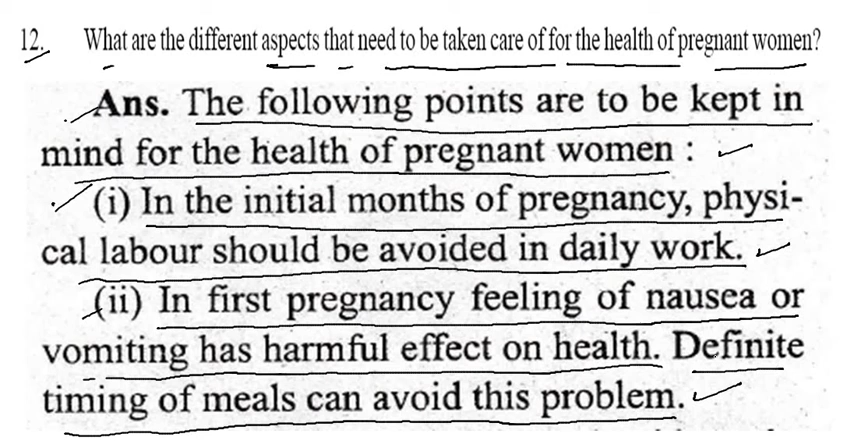 12. What are the different aspects that need to be taken care of for the health of pregnant women?
Ans. The following points are to be kept in
mind for the health of pregnant women :
(i) In the initial months of pregnancy, physi-
cal labour should be avoided in daily work.
(ii) In first pregnancy feeling of nausea or
vomiting has harmful effect on health. Definite
timing of meals can avoid this problem.